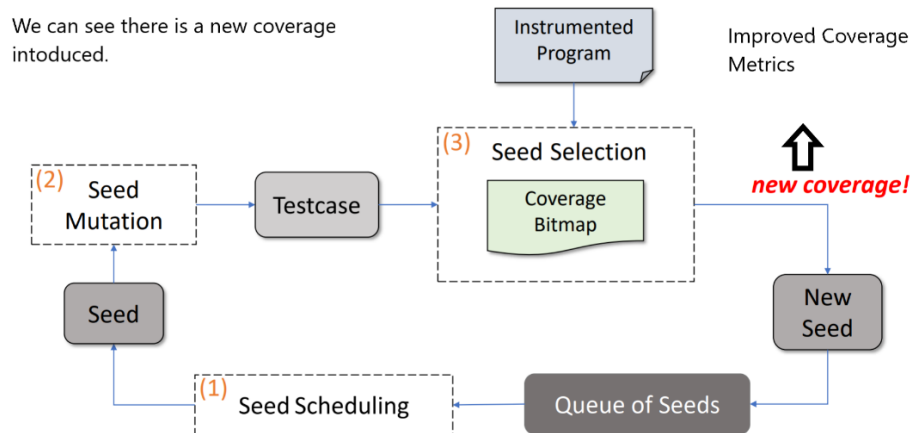 We can see there is a new coverage
intoduced.
Instrumented
Program
Improved Coverage
Metrics
(3)
Seed Selection
Coverage
Bitmap
new coverage!
(2)
Seed
Mutation
Testcase
Seed
New
Seed
(1)
Seed Scheduling
Queue of Seeds